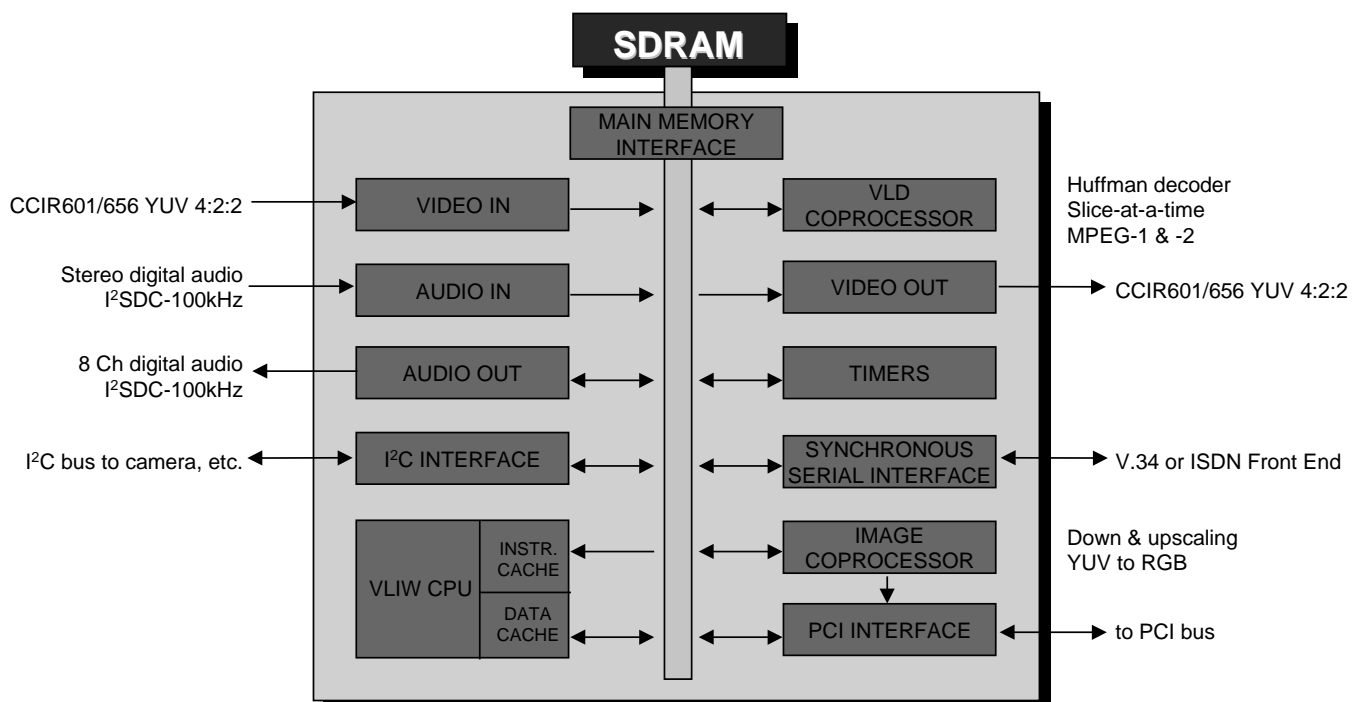 SDRAM
MAIN MEMORY
INTERFACE
CCIR601/656 YUV 4:2:2
VIDEO IN
VLD
COPROCESSOR
Huffman decoder
Slice-at-a-time
MPEG-1 & -2
Stereo digital audio
I²SDC-100kHz
AUDIO IN
VIDEO OUT
CCIR601/656 YUV 4:2:2
8 Ch digital audio
I²SDC-100kHz
AUDIO OUT
TIMERS
I²C bus to camera, etc.
I²C INTERFACE
SYNCHRONOUS
SERIAL INTERFACE
V.34 or ISDN Front End
VLIW CPU
INSTR.
CACHE
DATA
CACHE
IMAGE
COPROCESSOR
Down & upscaling
YUV to RGB
PCI INTERFACE
to PCI bus